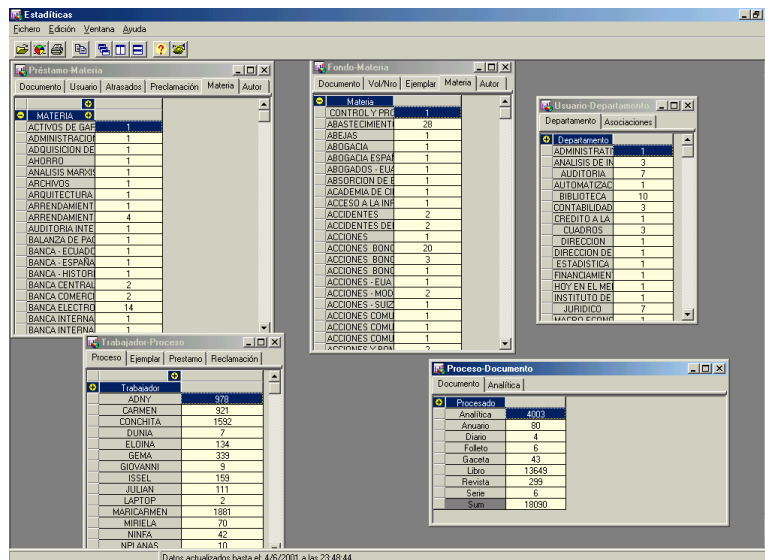 Estadíticas
Fichero Edición Ventana Ayuda
Préstamo-Materia
Documento Usuario Atrasados Preclamación Materia Autor
MATERIA
ACTIVOS DE GAR 1
ADMINISTRACION 1
ADQUISICION DE 1
AHORRO 1
ANALISIS MARXIS 1
ARCHIVOS 1
ARQUITECTURA 1
ARRENDAMIENT 1
ARRENDAMIENT 4
AUDITORIA INTE 1
BALANZA DE PAG 1
BANCA - ECUADO 1
BANCA - ESPAÑA 1
BANCA - HISTORI 1
BANCA CENTRAL 2
BANCA COMERCI 2
BANCA ELECTRO 14
BANCA INTERNA 1
BANCA INTERNA 1
Fondo-Materia
Documento Vol/Nro Ejemplar Materia Autor
Materia
CONTROL Y PRO 1
ABASTECIMIENT 28
ABEJAS 1
ABOGACIA 1
ABOGACIA ESPAÑ 1
ABOGADOS - EUA 1
ABSORCION DE E 1
ACADEMIA DE CI 1
ACCESO A LA INF 1
ACCIDENTES 2
ACCIDENTES DEL 2
ACCIONES 1
ACCIONES BONO 20
ACCIONES BONO 3
ACCIONES BONO 1
ACCIONES - EUA 1
ACCIONES - MOD 2
ACCIONES - SUIZ 1
ACCIONES COMU 1
ACCIONES COMU 1
ACCIONES COMU 1
ACCIONES Y BON 2
Usuario-Departamento
Departamento Asociaciones
Departamento
ADMINISTRATI 1
ANALISIS DE IN 3
AUDITORIA 7
AUTOMATIZAC 1
BIBLIOTECA 10
CONTABILIDAD 3
CREDITO A LA 1
CUADROS 3
DIRECCION 1
DIRECCION DE 1
ESTADISTICA 1
FINANCIAMIEN 1
HOY EN EL MER 1
INSTITUTO DE 1
JURIDICO 7
MACRO ECONO 1
Trabajador-Proceso
Proceso Ejemplar Prestamo Reclamación
Trabajador
ADNY 978
CARMEN 921
CONCHITA 1592
DUNIA 7
ELOINA 134
GEMA 339
GIOVANNI 9
ISSEL 159
JULIAN 111
LAPTOP 2
MARICARMEN 1881
MIRIELA 70
NINFA 42
NPLANAS 10
Proceso-Documento
Documento Analítica
Procesado
Analítica 4003
Anuario 80
Diario 4
Folleto 6
Gaceta 43
Libro 13649
Revista 299
Serie 6
Sum 18090
Datos actualizados hasta el: 4/6/2001 a las 23:48:44